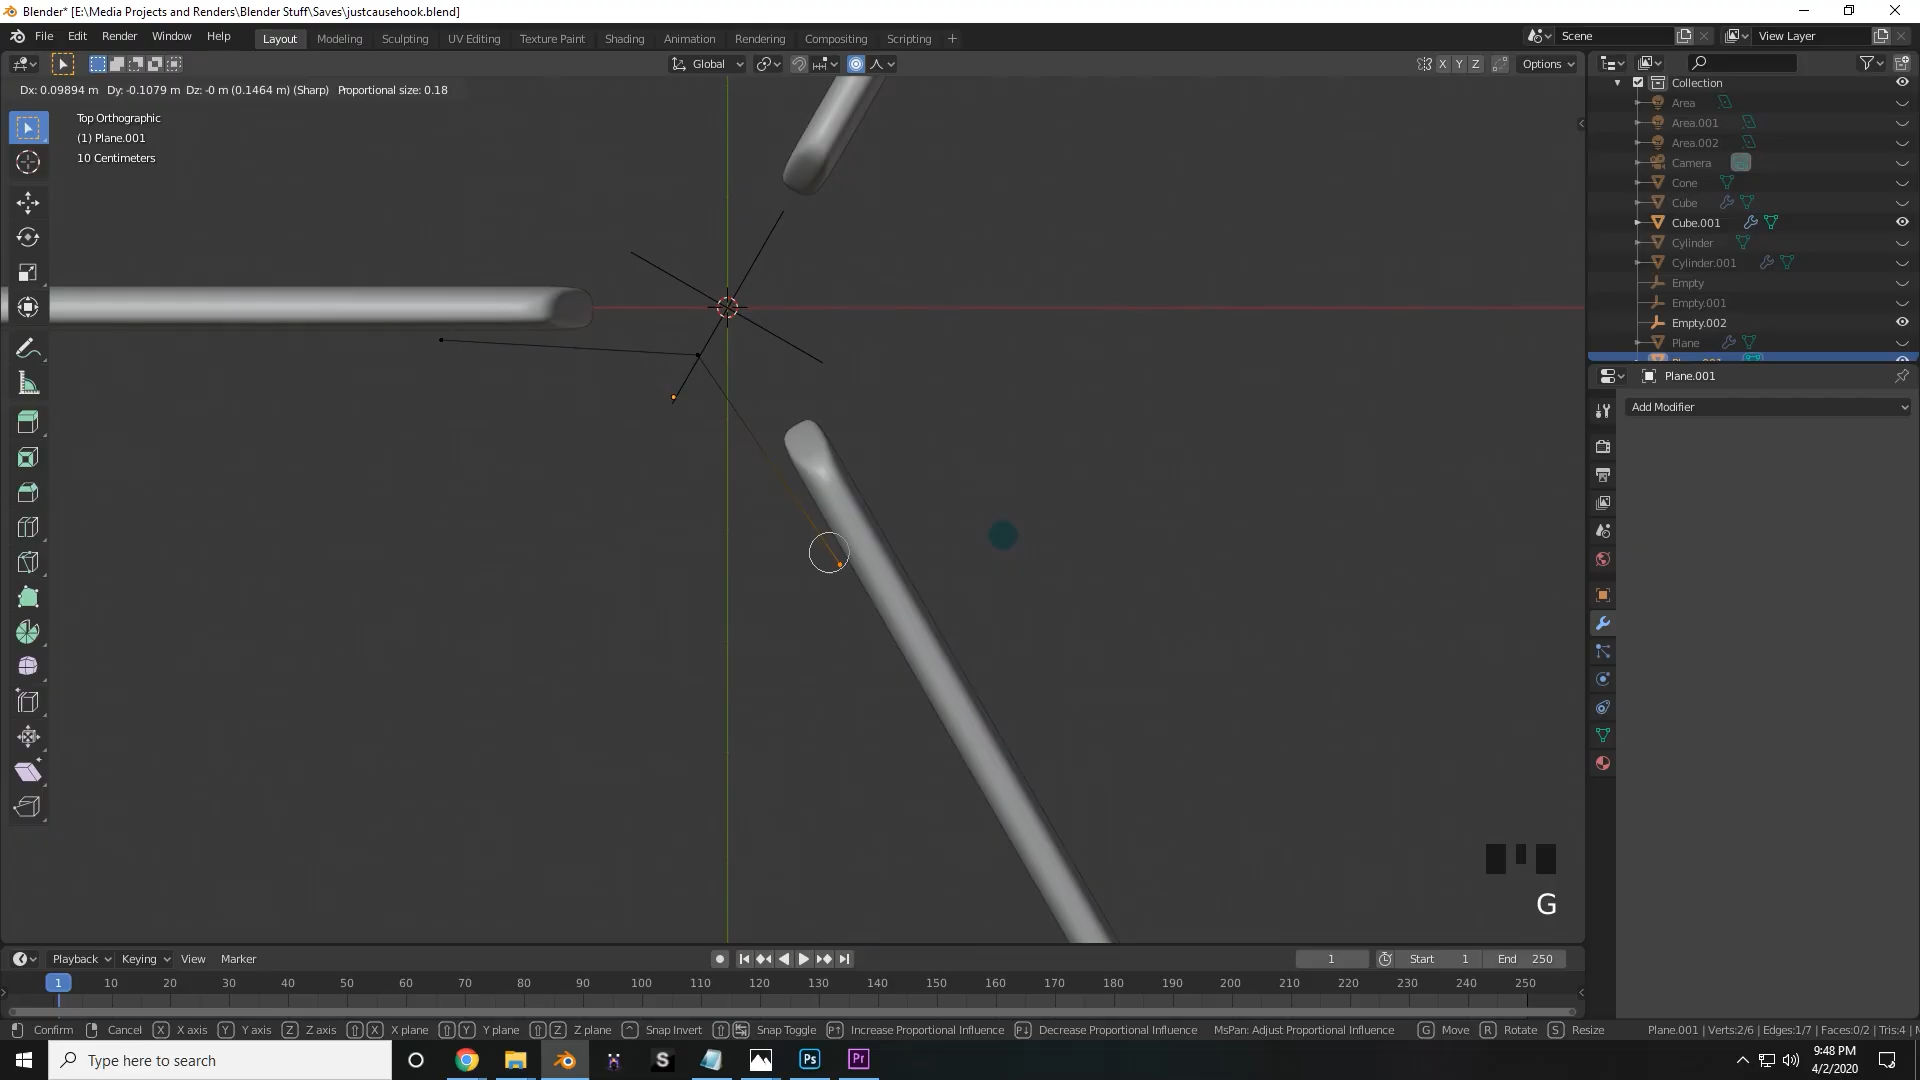 Blender* [E:\Media Projects and Renders\Blender Stuff\Saves\justcausehook.blend]
File Edit Render Window Help Layout Modeling Sculpting UV Editing Texture Paint Shading Animation Rendering Compositing Scripting + Scene View Layer
Global X Y Z Options
Dx: 0.09894 m Dy: -0.1079 m Dz: -0 m (0.1464 m) (Sharp) Proportional size: 0.18
Top Orthographic
(1) Plane.001
10 Centimeters
Collection
Area
Area.001
Area.002
Camera
Cone
Cube
Cube.001
Cylinder
Cylinder.001
Empty
Empty.001
Empty.002
Plane
Plane.001
Plane.001
Add Modifier
G
Playback Keying View Marker 1 Start 1 End 250
1 10 20 30 40 50 60 70 80 90 100 110 120 130 140 150 160 170 180 190 200 210 220 230 240 250
Confirm Cancel X X axis Y Y axis Z Z axis X X plane Y Y plane Z Z plane Snap Invert Snap Toggle P↑ Increase Proportional Influence P↓ Decrease Proportional Influence MsPan: Adjust Proportional Influence G Move R Rotate S Resize Plane.001 | Verts:2/6 | Edges:1/7 | Faces:0/2 | Tris:4 |
Type here to search S Ps Pr 9:48 PM
4/2/2020